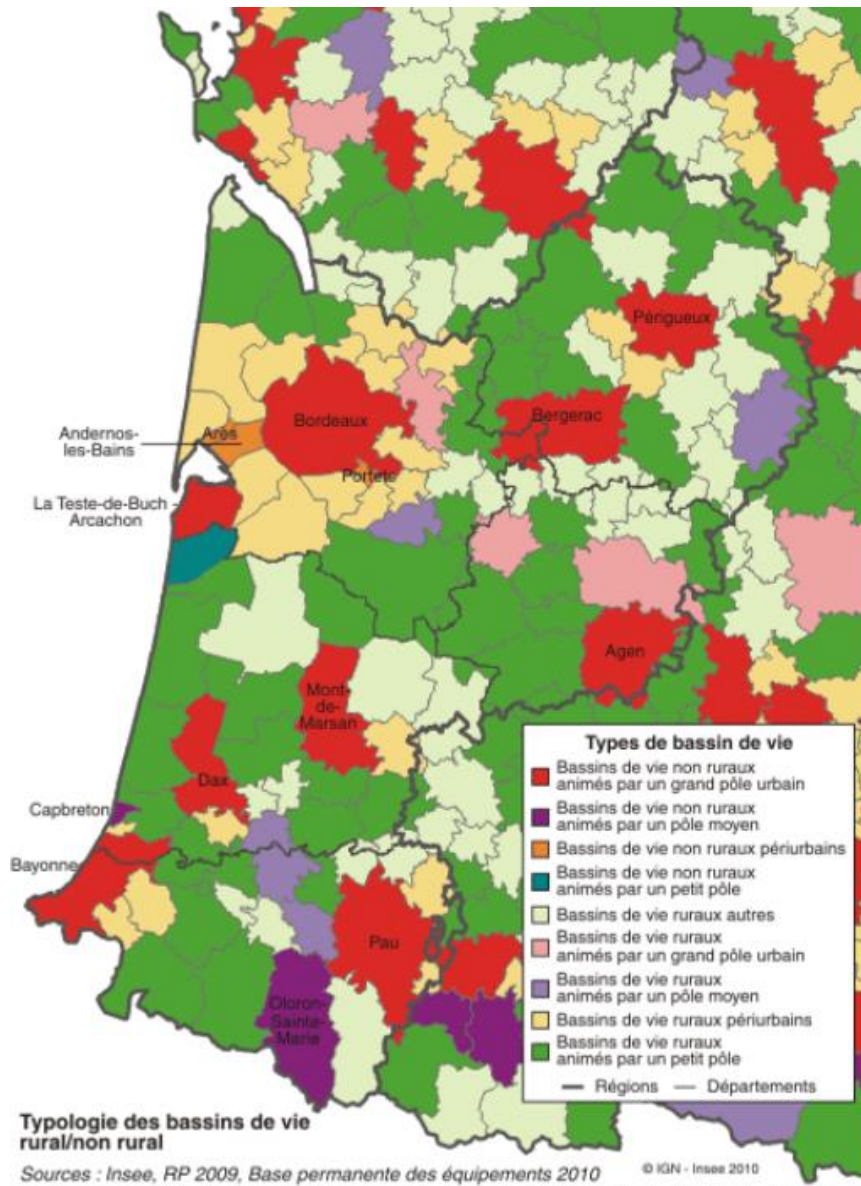 Périgueux
Bordeaux
Bergerac
Andernos-
les-Bains
Arès
Portets
La Teste-de-Buch -
Arcachon
Agen
Mont-
de-
Marsan
Dax
Capbreton
Bayonne
Pau
Oloron-
Sainte-
Marie
Types de bassin de vie
Bassins de vie non ruraux
animés par un grand pôle urbain
Bassins de vie non ruraux
animés par un pôle moyen
Bassins de vie non ruraux périurbains
Bassins de vie non ruraux
animés par un petit pôle
Bassins de vie ruraux autres
Bassins de vie ruraux
animés par un grand pôle urbain
Bassins de vie ruraux
animés par un pôle moyen
Bassins de vie ruraux périurbains
Bassins de vie ruraux
animés par un petit pôle
Régions Départements
Typologie des bassins de vie
rural/non rural
Sources : Insee, RP 2009, Base permanente des équipements 2010
© IGN - Insee 2010